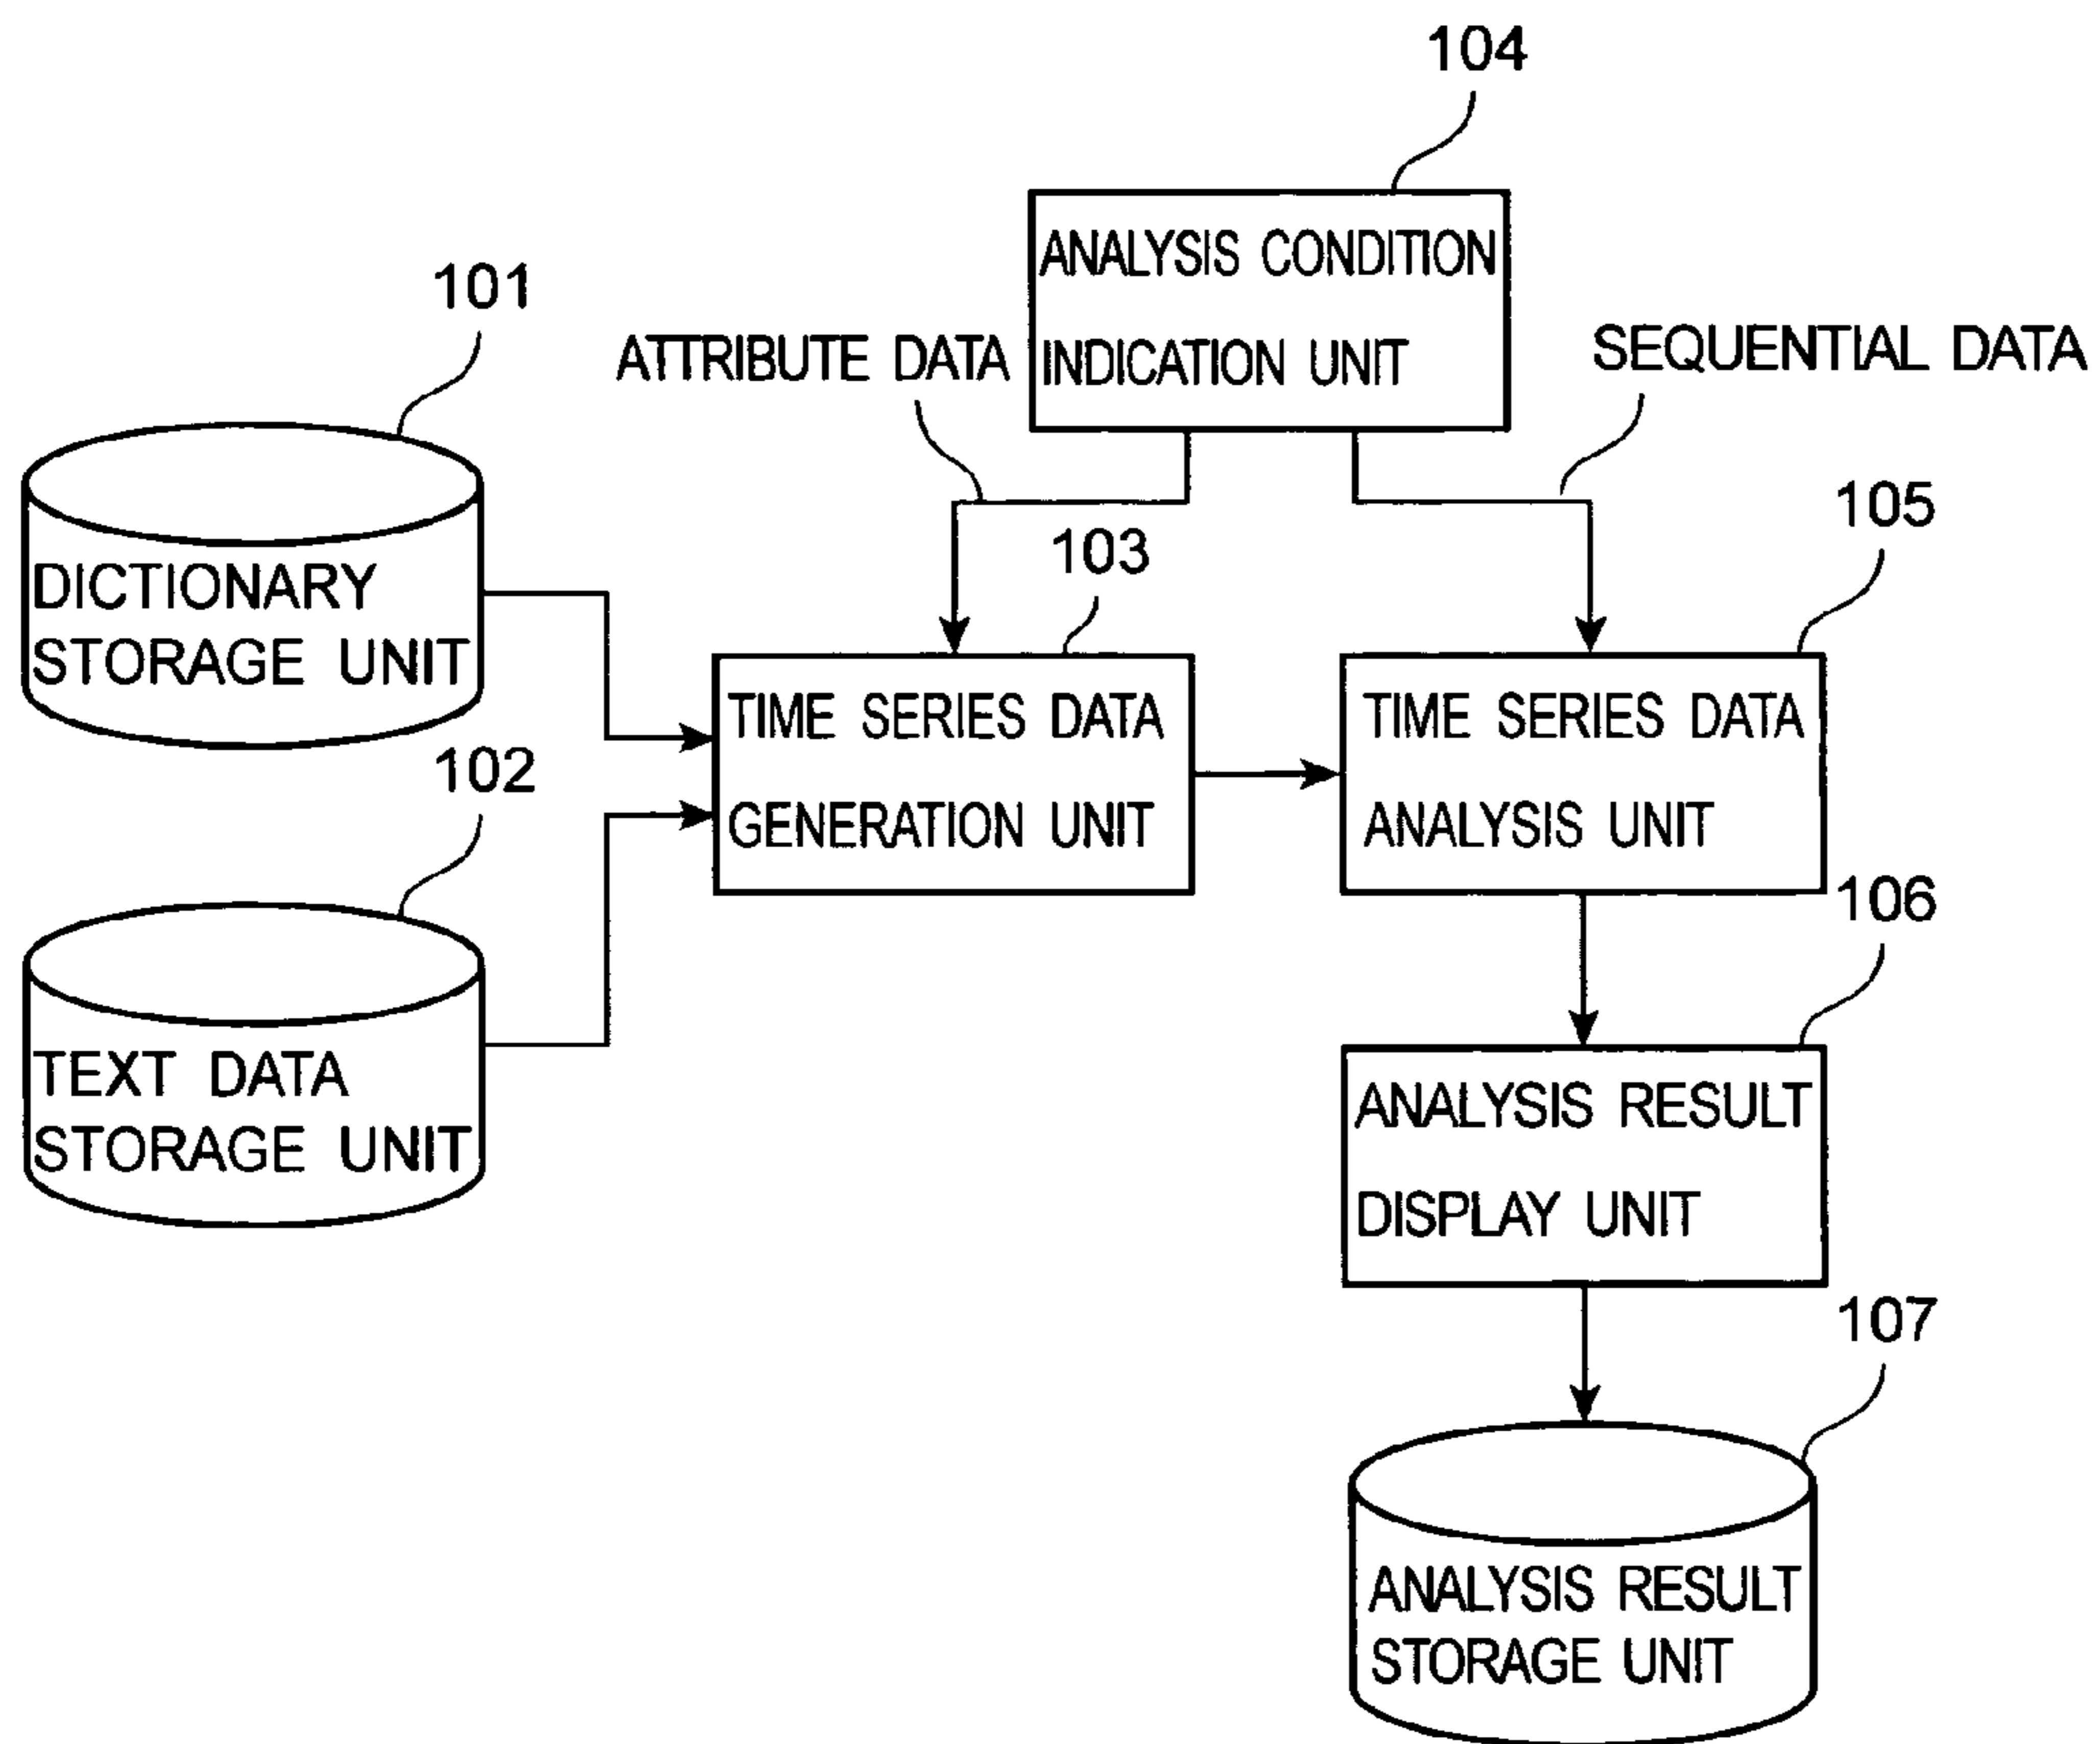 104
ANALYSIS CONDITION
INDICATION UNIT
101
ATTRIBUTE DATA
SEQUENTIAL DATA
DICTIONARY
STORAGE UNIT
103
105
TIME SERIES DATA
GENERATION UNIT
TIME SERIES DATA
ANALYSIS UNIT
102
TEXT DATA
STORAGE UNIT
106
ANALYSIS RESULT
DISPLAY UNIT
107
ANALYSIS RESULT
STORAGE UNIT